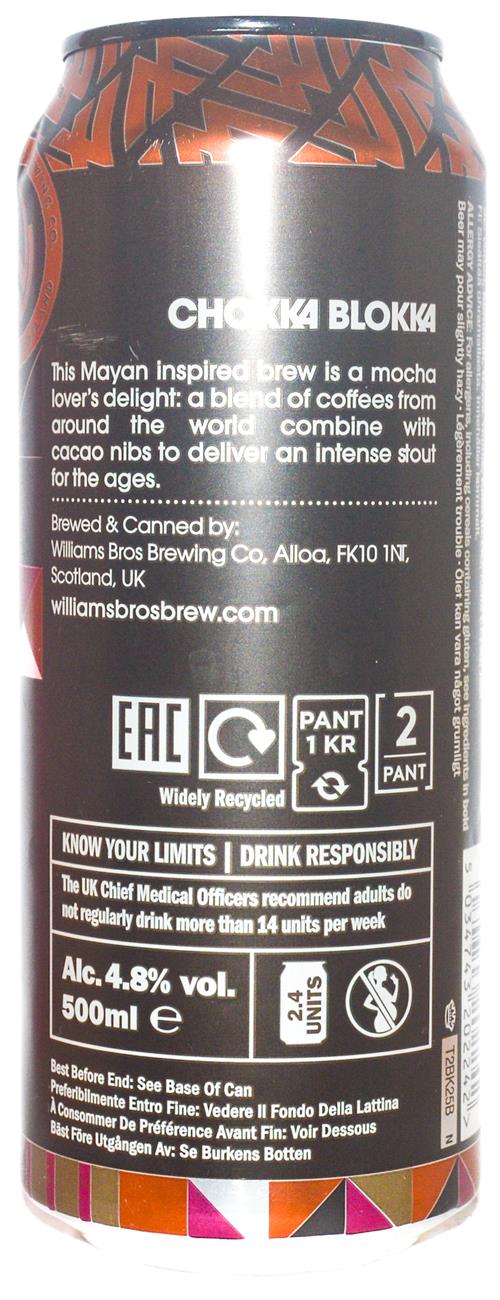 CHOKKA BLOKKA
This Mayan inspired brew is a mocha
lover's delight: a blend of coffees from
around the world combine with
cacao nibs to deliver an intense stout
for the ages.
Brewed & Canned by:
Williams Bros Brewing Co, Alloa, FK10 1NT,
Scotland, UK
williamsbrosbrew.com
EAC
PANT
1 KR
2
PANT
Widely Recycled
KNOW YOUR LIMITS | DRINK RESPONSIBLY
The UK Chief Medical Officers recommend adults do
not regularly drink more than 14 units per week
Alc. 4.8% vol.
500ml e
2.4
UNITS
Best Before End: See Base Of Can
Preferibilmente Entro Fine: Vedere Il Fondo Della Lattina
À Consommer De Préférence Avant Fin: Voir Dessous
Bäst Före Utgången Av: Se Burkens Botten
ALLERGY ADVICE: For allergens, including cereals containing gluten, see ingredients in bold
Beer may pour slightly hazy • Légèrement trouble • Ölet kan vara något grumligt
T2BK25B
N